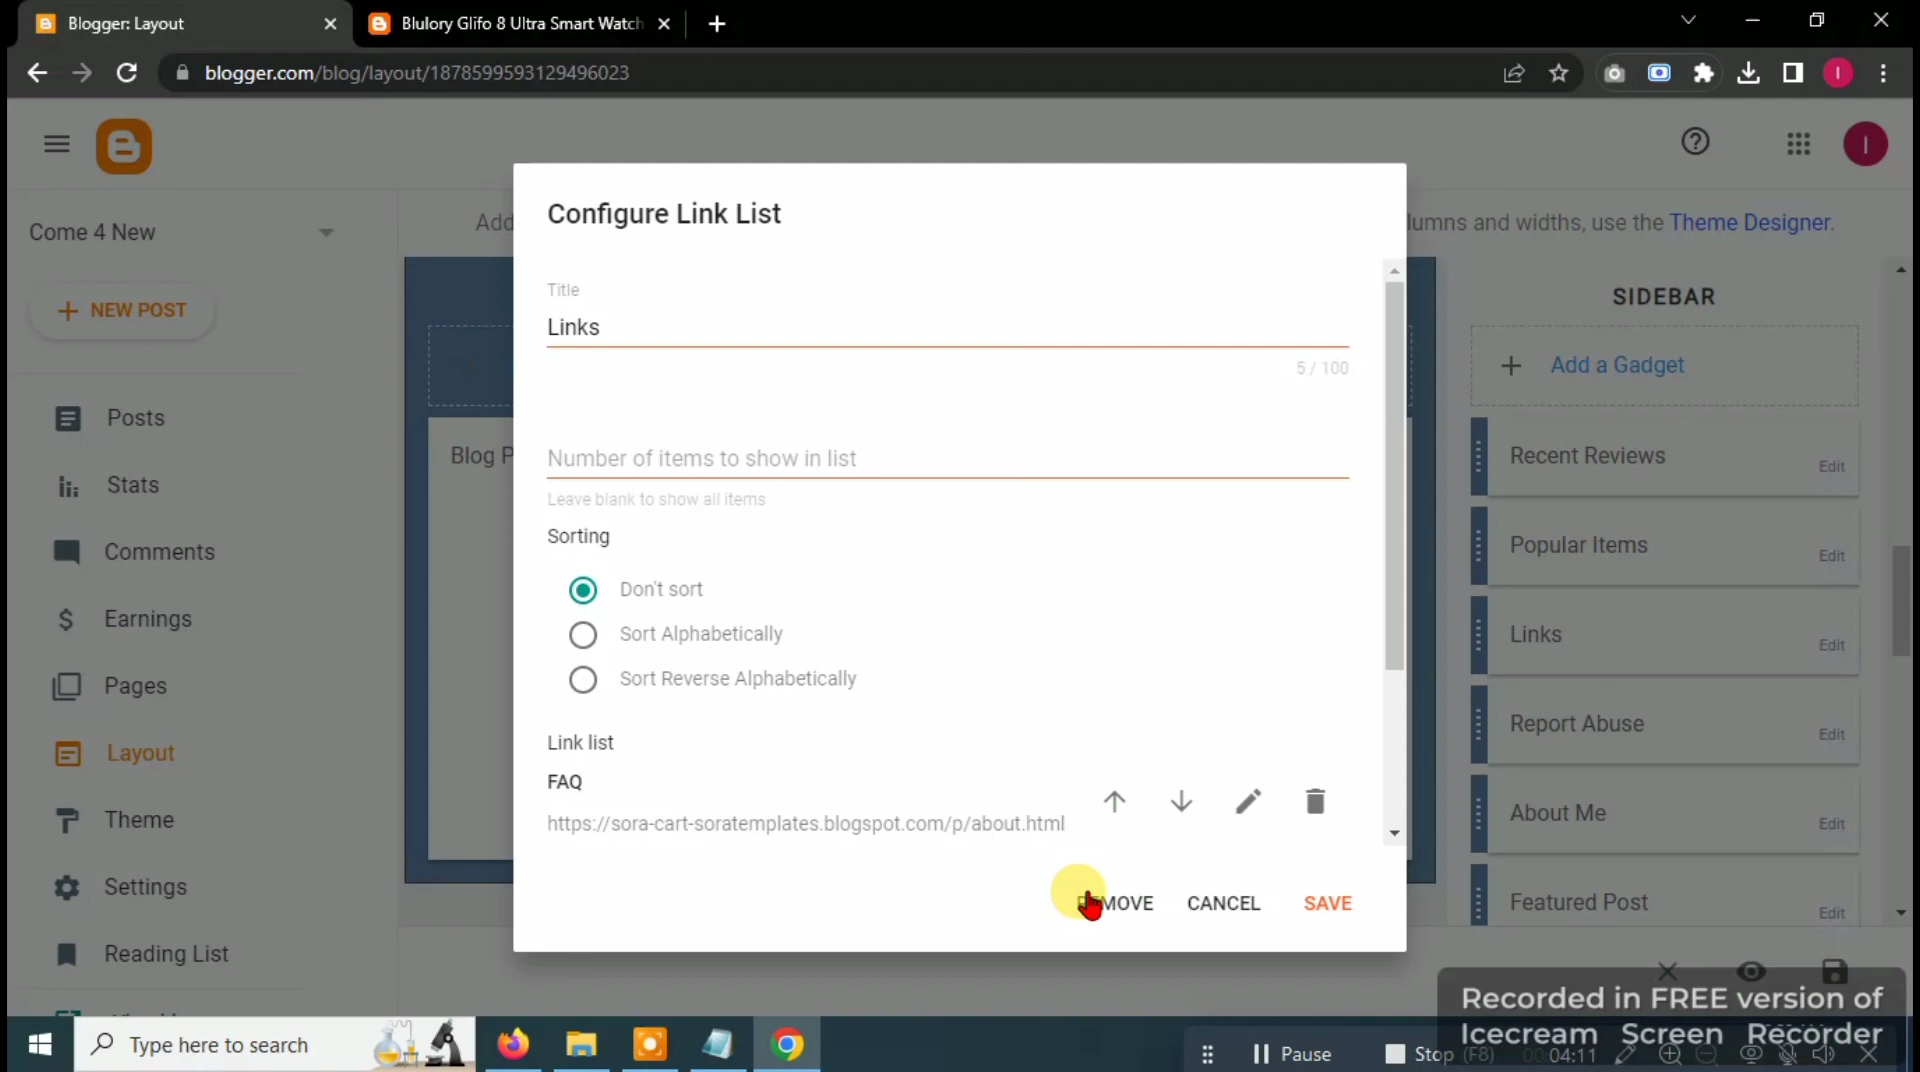 Blogger: Layout
Blulory Glifo 8 Ultra Smart Watch
blogger.com/blog/layout/1878599593129496023
I
I
Come 4 New
Add
lumns and widths, use the Theme Designer.
NEW POST
Posts
Stats
Comments
Earnings
Pages
Layout
Theme
Settings
Reading List
Blog P
Configure Link List
Title
Links
5 / 100
Number of items to show in list
Leave blank to show all items
Sorting
Don't sort
Sort Alphabetically
Sort Reverse Alphabetically
Link list
FAQ
https://sora-cart-soratemplates.blogspot.com/p/about.html
CANCEL
SAVE
SIDEBAR
Add a Gadget
Recent Reviews
Edit
Popular Items
Edit
Links
Edit
Report Abuse
Edit
About Me
Edit
Featured Post
Edit
Recorded in FREE version of
Icecream Screen Recorder
Type here to search
Pause
Stop (F8)
00:04:11